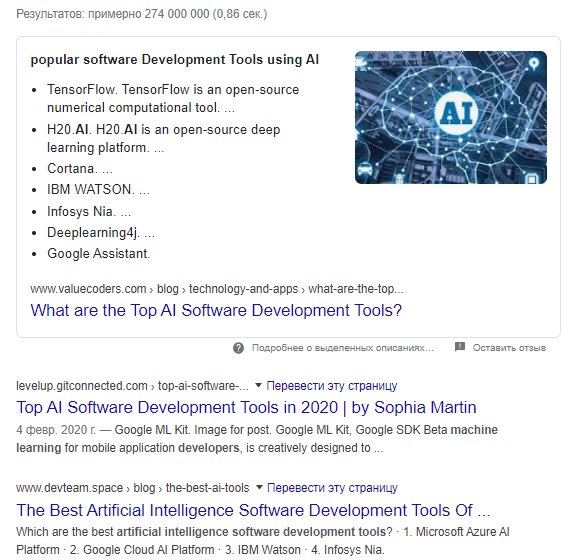 Результатов: примерно 274 000 000 (0,86 сек.)
popular software Development Tools using AI
• TensorFlow. TensorFlow is an open-source
numerical computational tool. ...
• H20.AI. H20.AI is an open-source deep
learning platform. ...
• Cortana. ...
• IBM WATSON. ...
• Infosys Nia. ...
• Deeplearning4j. ...
• Google Assistant.
AI
www.valuecoders.com › blog › technology-and-apps › what-are-the-top...
What are the Top AI Software Development Tools?
Подробнее о выделенных описаниях... Оставить отзыв
levelup.gitconnected.com › top-ai-software-... Перевести эту страницу
Top AI Software Development Tools in 2020 | by Sophia Martin
4 февр. 2020 г. — Google ML Kit. Image for post. Google ML Kit, Google SDK Beta machine
learning for mobile application developers, is creatively designed to ...
www.devteam.space › blog › the-best-ai-tools Перевести эту страницу
The Best Artificial Intelligence Software Development Tools Of ...
Which are the best artificial intelligence software development tools? · 1. Microsoft Azure AI
Platform · 2. Google Cloud AI Platform · 3. IBM Watson · 4. Infosys Nia.